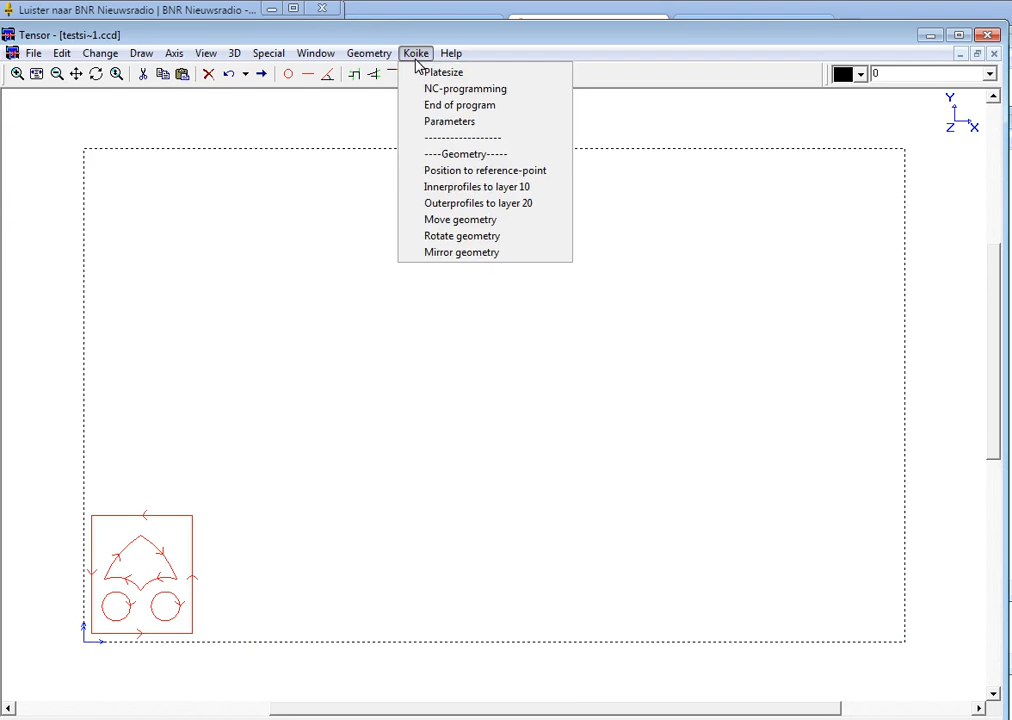 Luister naar BNR Nieuwsradio | BNR Nieuwsradio -...
Tensor - [testsi~1.ccd]
File Edit Change Draw Axis View 3D Special Window Geometry Koike Help
0
Platesize
NC-programming
End of program
Parameters
------------------
----Geometry-----
Position to reference-point
Innerprofiles to layer 10
Outerprofiles to layer 20
Move geometry
Rotate geometry
Mirror geometry
Y
Z X